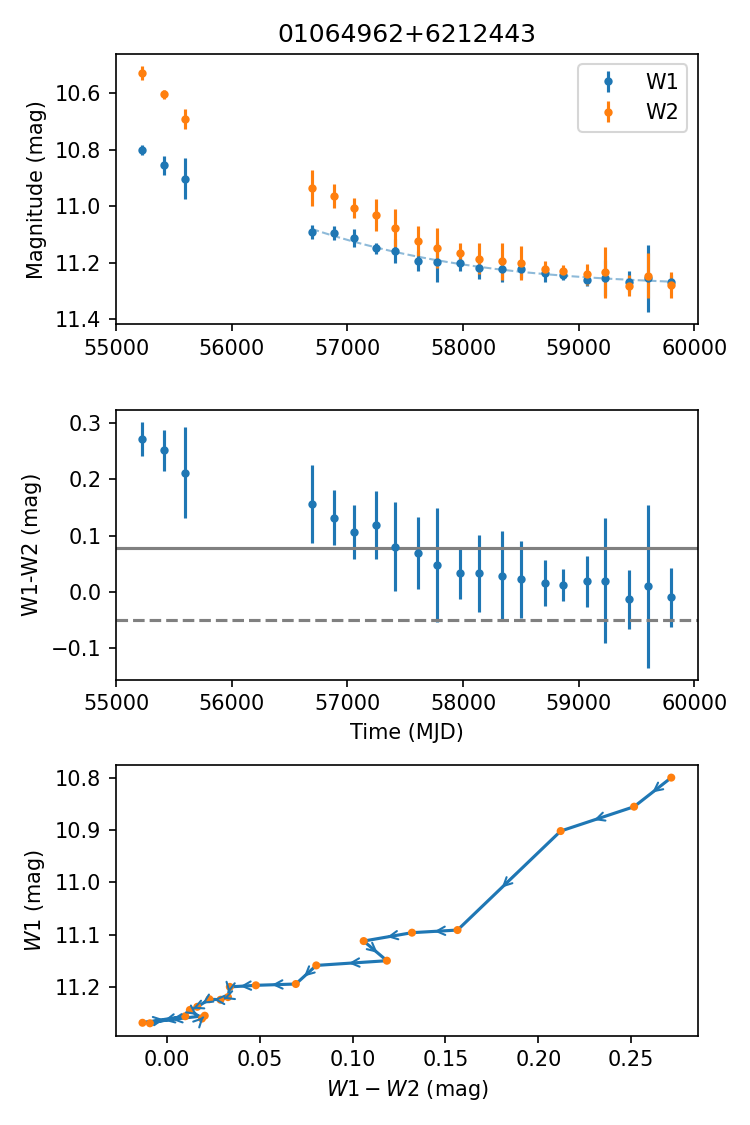 01064962+6212443
Magnitude (mag)
10.6
10.8
11.0
11.2
11.4
W1
W2
55000 56000 57000 58000 59000 60000
W1-W2 (mag)
0.3
0.2
0.1
0.0
−0.1
55000 56000 57000 58000 59000 60000
Time (MJD)
W1 (mag)
10.8
10.9
11.0
11.1
11.2
0.00 0.05 0.10 0.15 0.20 0.25
W1 − W2 (mag)